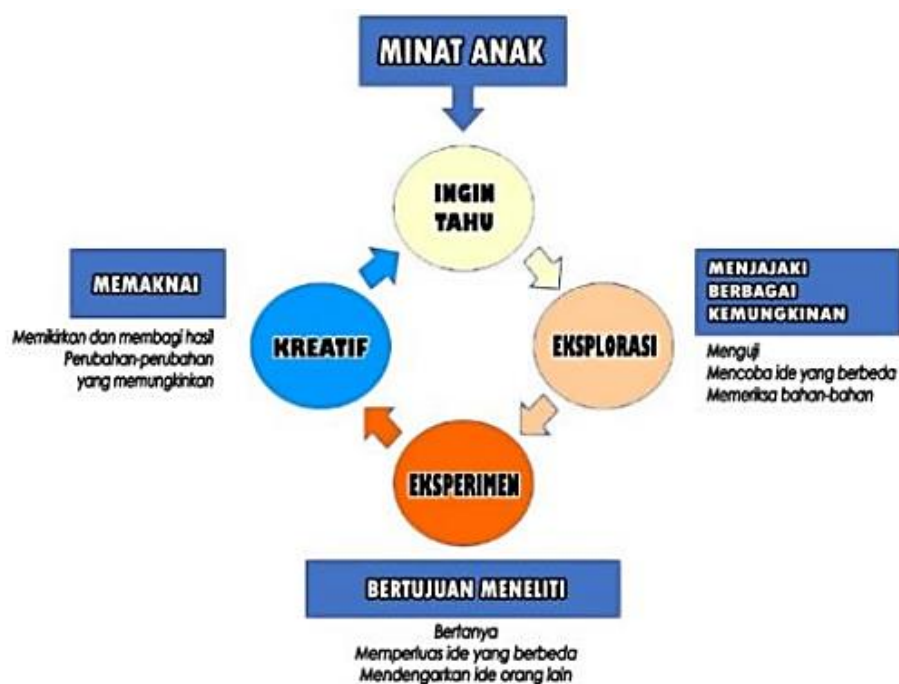 MINAT ANAK
INGIN
TAHU
MENJAJAKI
BERBAGAI
KEMUNGKINAN
EKSPLORASI
Menguji
Mencoba ide yang berbeda
Memeriksa bahan-bahan
MEMAKNAI
KREATIF
Memikirkan dan membagi hasil
Perubahan-perubahan
yang memungkinkan
EKSPERIMEN
BERTUJUAN MENELITI
Bertanya
Memperluas ide yang berbeda
Mendengarkan ide orang lain